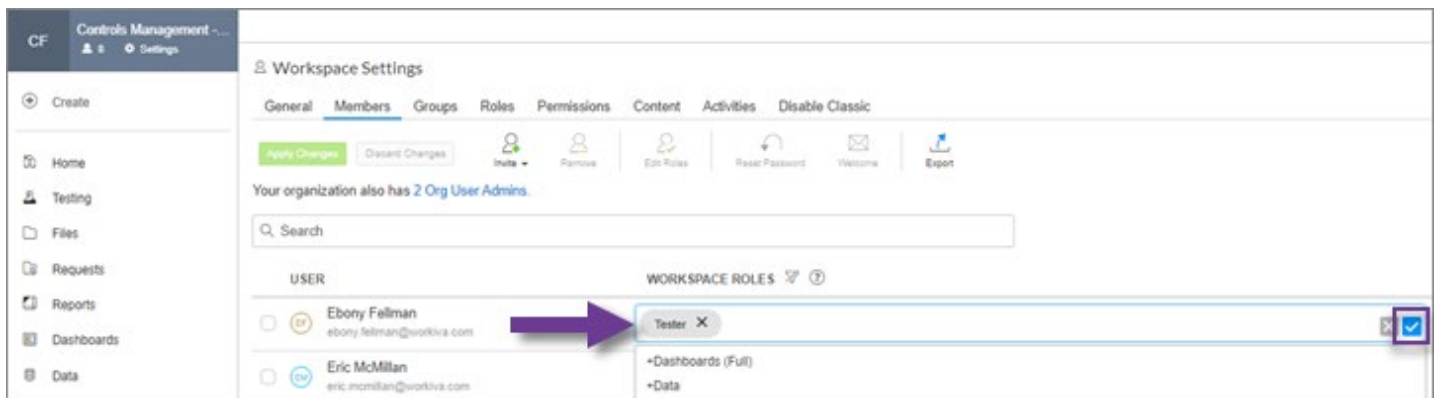 CF
Controls Management -...
8 Settings
Create
Home
Testing
Files
Requests
Reports
Dashboards
Data
Workspace Settings
General Members Groups Roles Permissions Content Activities Disable Classic
Apply Changes Discard Changes Invite Remove Edit Roles Reset Password Welcome Export
Your organization also has 2 Org User Admins.
Search
USER WORKSPACE ROLES ?
EF Ebony Fellman Tester X
ebony.fellman@workiva.com
Eric McMillan
eric.mcmillan@workiva.com
+Dashboards (Full)
+Data